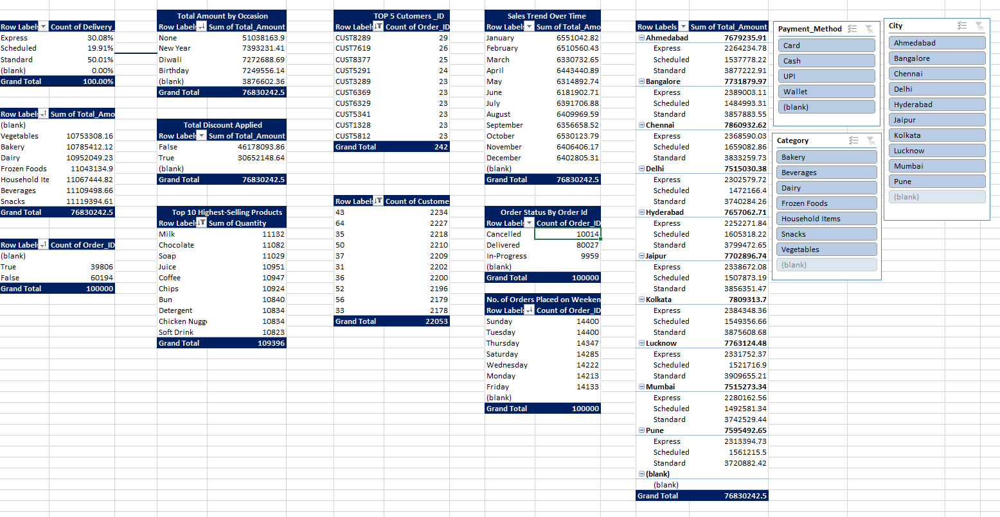 Row Labels Count of Delivery_
Express 30.08%
Scheduled 19.91%
Standard 50.01%
(blank) 0.00%
Grand Total 100.00%
Row Labels Sum of Total_Amo
(blank)
Vegetables 10753308.16
Bakery 10785412.12
Dairy 10952049.23
Frozen Foods 11043134.9
Household Ite 11067444.82
Beverages 11109498.66
Snacks 11119394.61
Grand Total 76830242.5
Row Labels Count of Order_ID
(blank)
True 39806
False 60194
Grand Total 100000
Total Amount by Occasion
Row Labels Sum of Total_Amount
None 51038163.9
New Year 7393231.41
Diwali 7272688.69
Birthday 7249556.14
(blank) 3876602.36
Grand Total 76830242.5
Total Discount Applied
Row Labels Sum of Total_Amount
False 46178093.86
True 30652148.64
(blank)
Grand Total 76830242.5
Top 10 Highest-Selling Products
Row Labels Sum of Quantity
Milk 11132
Chocolate 11082
Soap 11029
Juice 10951
Coffee 10947
Chips 10924
Bun 10840
Detergent 10834
Chicken Nugge 10834
Soft Drink 10823
Grand Total 109396
TOP 5 Cutomers _ID
Row Labels Count of Order_ID
CUST8289 29
CUST7619 26
CUST8377 25
CUST5291 24
CUST3289 23
CUST6369 23
CUST6329 23
CUST5341 23
CUST1328 23
CUST5812 23
Grand Total 242
Row Labels Count of Custome
43 2234
64 2227
35 2218
50 2210
37 2209
31 2202
36 2200
52 2196
56 2179
33 2178
Grand Total 22053
Sales Trend Over Time
Row Labels Sum of Total_Amo
January 6551042.82
February 6510560.43
March 6330732.65
April 6443440.89
May 6314892.74
June 6181902.71
July 6391706.88
August 6409969.59
September 6356658.52
October 6530123.79
November 6406406.17
December 6402805.31
(blank)
Grand Total 76830242.5
Order Status By Order Id
Row Labels Count of Order_ID
Cancelled 10014
Delivered 80027
In-Progress 9959
(blank)
Grand Total 100000
No. of Orders Placed on Weeken
Row Labels Count of Order_ID
Sunday 14400
Tuesday 14400
Thursday 14347
Saturday 14285
Wednesday 14222
Monday 14213
Friday 14133
(blank)
Grand Total 100000
Row Labels Sum of Total_Amount
Ahmedabad 7679235.91
Express 2264234.78
Scheduled 1537778.22
Standard 3877222.91
Bangalore 7731879.97
Express 2389003.11
Scheduled 1484993.31
Standard 3857883.55
Chennai 7860932.62
Express 2368590.03
Scheduled 1659082.86
Standard 3833259.73
Delhi 7515030.38
Express 2302579.72
Scheduled 1472166.4
Standard 3740284.26
Hyderabad 7657062.71
Express 2252271.84
Scheduled 1605318.22
Standard 3799472.65
Jaipur 7702896.74
Express 2338672.08
Scheduled 1507873.19
Standard 3856351.47
Kolkata 7809313.7
Express 2384348.36
Scheduled 1549356.66
Standard 3875608.68
Lucknow 7763124.48
Express 2331752.37
Scheduled 1521716.9
Standard 3909655.21
Mumbai 7515273.34
Express 2280162.56
Scheduled 1492581.34
Standard 3742529.44
Pune 7595492.65
Express 2313394.73
Scheduled 1561215.5
Standard 3720882.42
(blank)
(blank)
Grand Total 76830242.5
Payment_Method
Card
Cash
UPI
Wallet
(blank)
Category
Bakery
Beverages
Dairy
Frozen Foods
Household Items
Snacks
Vegetables
(blank)
City
Ahmedabad
Bangalore
Chennai
Delhi
Hyderabad
Jaipur
Kolkata
Lucknow
Mumbai
Pune
(blank)